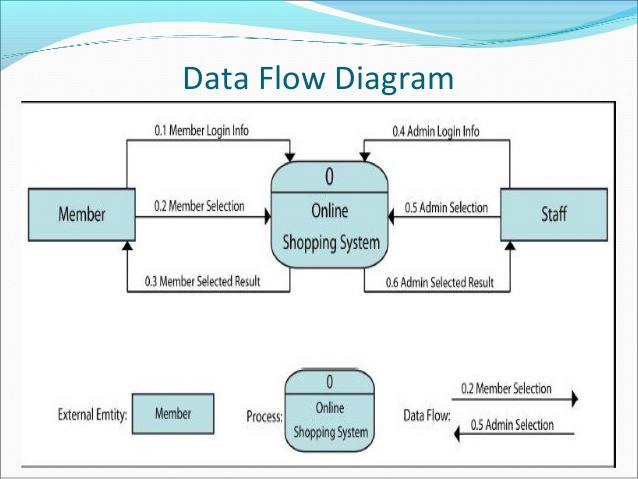 Data Flow Diagram
0.1 Member Login Info
0.4 Admin Login Info
0
Member
0.2 Member Selection
Online
Shopping System
0.5 Admin Selection
Staff
0.3 Member Selected Result
0.6 Admin Selected Result
External Emtity:
Member
Process:
0
Online
Shopping System
Data Flow:
0.2 Member Selection
0.5 Admin Selection